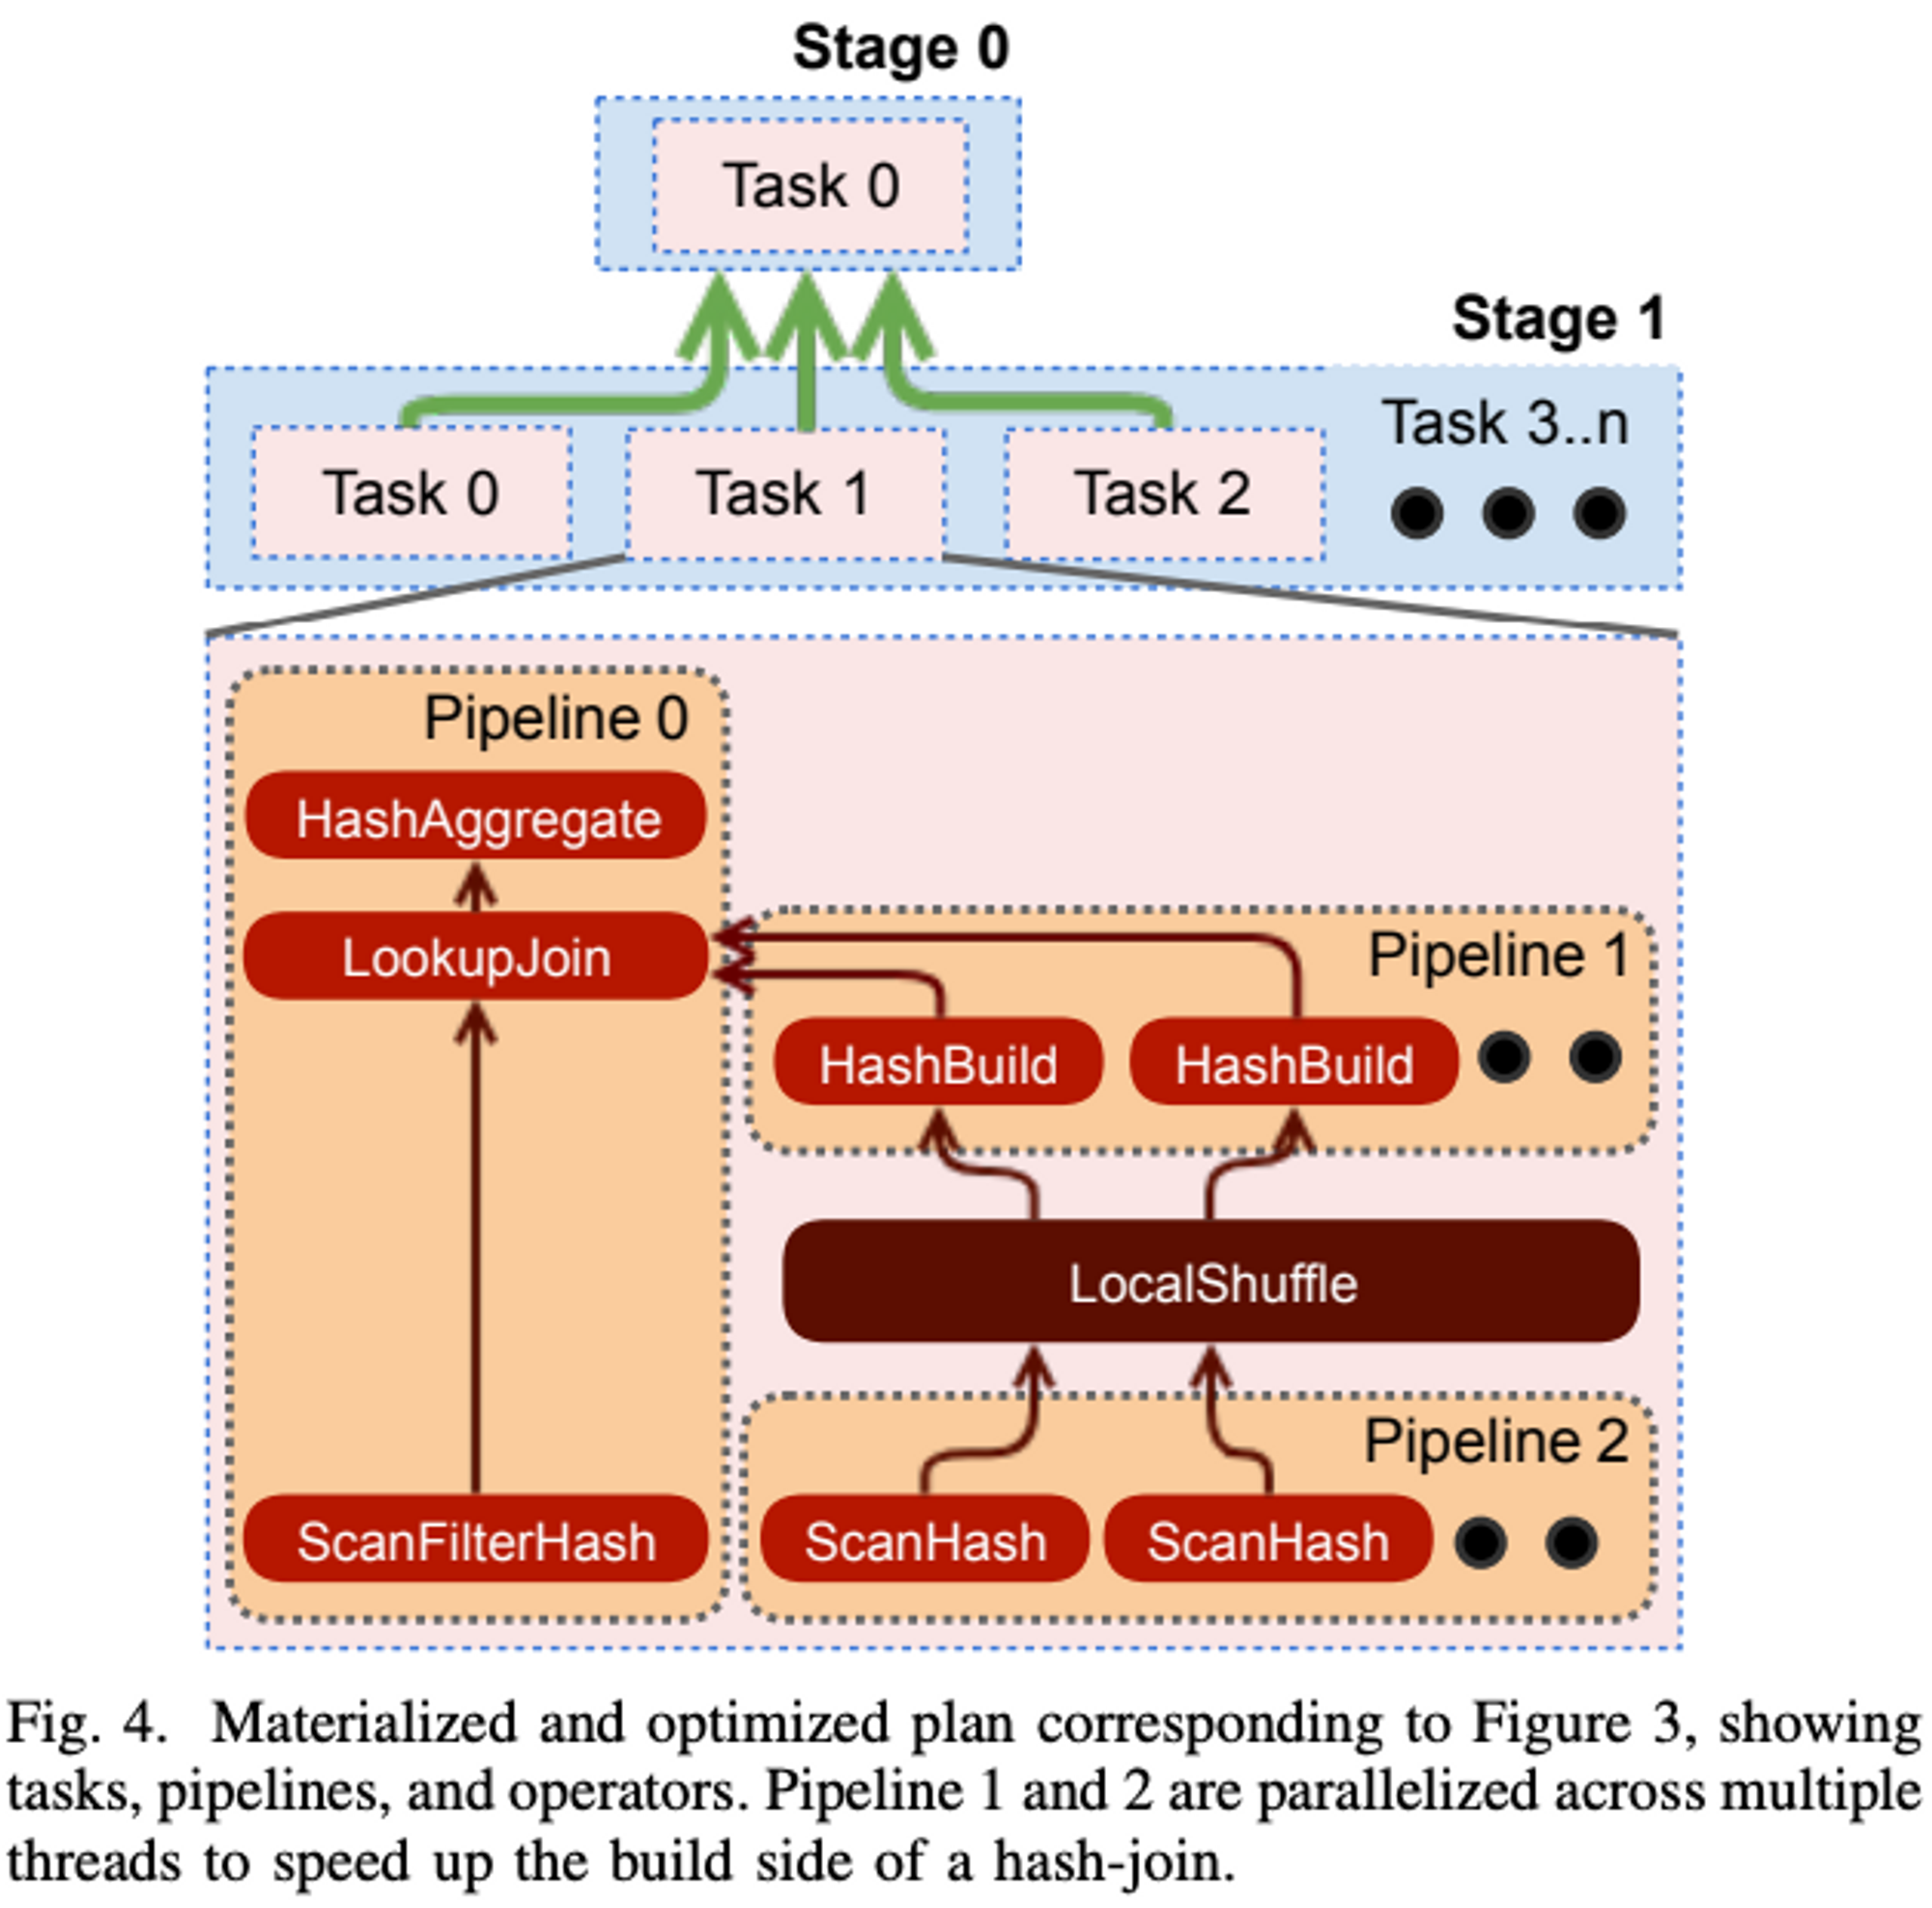 Stage 0
Task 0
Stage 1
Task 0
Task 1
Task 2
Task 3..n
Pipeline 0
HashAggregate
LookupJoin
ScanFilterHash
Pipeline 1
HashBuild
HashBuild
LocalShuffle
Pipeline 2
ScanHash
ScanHash
Fig. 4. Materialized and optimized plan corresponding to Figure 3, showing
tasks, pipelines, and operators. Pipeline 1 and 2 are parallelized across multiple
threads to speed up the build side of a hash-join.